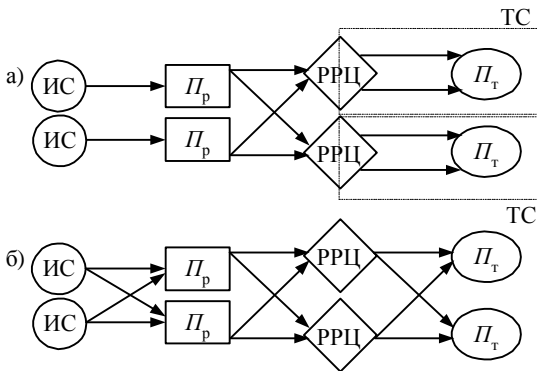 ТС
а) ИС Пр РРЦ Пт
ИС Пр РРЦ Пт
ТС
б) ИС Пр РРЦ Пт
ИС Пр РРЦ Пт